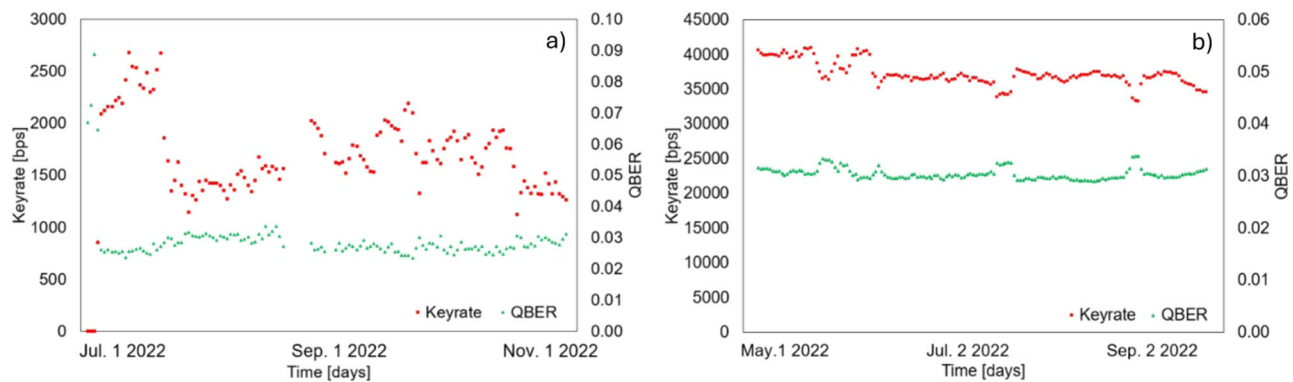 a)
3000
2500
2000
1500
1000
500
0
Keyrate [bps]
0.10
0.09
0.08
0.07
0.06
0.05
0.04
0.03
0.02
0.01
0.00
QBER
Keyrate QBER
Jul. 1 2022 Sep. 1 2022 Nov. 1 2022
Time [days]
b)
45000
40000
35000
30000
25000
20000
15000
10000
5000
0
Keyrate [bps]
0.06
0.05
0.04
0.03
0.02
0.01
0.00
QBER
Keyrate QBER
May.1 2022 Jul. 2 2022 Sep. 2 2022
Time [days]